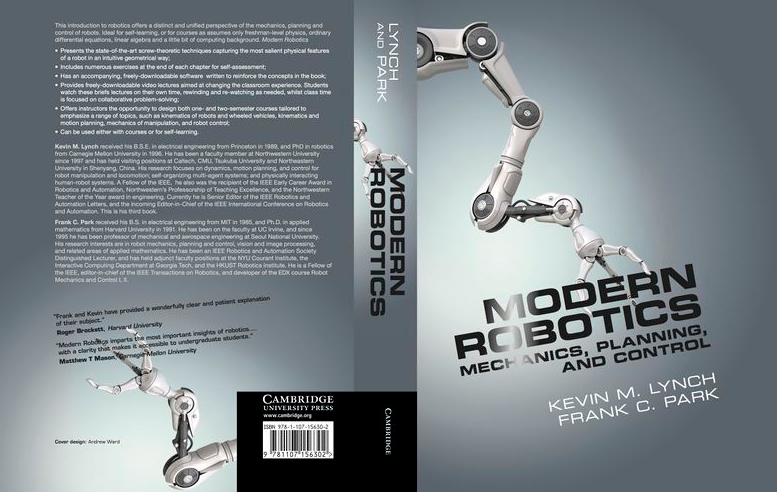 This introduction to robotics offers a distinct and unified perspective of the mechanics, planning and
control of robots. Ideal for self-learning, or for courses as assumes only freshman-level physics, ordinary
differential equations, linear algebra and a little bit of computing background. Modern Robotics
• Presents the state-of-the-art screw-theoretic techniques capturing the most salient physical features
of a robot in an intuitive geometrical way;
• Includes numerous exercises at the end of each chapter for self-assessment;
• Has an accompanying, freely-downloadable software written to reinforce the concepts in the book;
• Provides freely-downloadable video lectures aimed at changing the classroom experience. Students
watch these briefs lectures on their own time, rewinding and re-watching as needed, whilst class time
is focused on collaborative problem-solving;
• Offers instructors the opportunity to design both one- and two-semester courses tailored to
emphasize a range of topics, such as kinematics of robots and wheeled vehicles, kinematics and
motion planning, mechanics of manipulation, and robot control;
• Can be used either with courses or for self-learning.
Kevin M. Lynch received his B.S.E. in electrical engineering from Princeton in 1989, and PhD in robotics
from Carnegie Mellon University in 1996. He has been a faculty member at Northwestern University
since 1997 and has held visiting positions at Caltech, CMU, Tsukuba University and Northeastern
University in Shenyang, China. His research focuses on dynamics, motion planning, and control for
robot manipulation and locomotion; self-organizing multi-agent systems; and physically interacting
human-robot systems. A Fellow of the IEEE, he also was the recipient of the IEEE Early Career Award in
Robotics and Automation, Northwestern's Professorship of Teaching Excellence, and the Northwestern
Teacher of the Year award in engineering. Currently he is Senior Editor of the IEEE Robotics and
Automation Letters, and the incoming Editor-in-Chief of the IEEE International Conference on Robotics
and Automation. This is his third book.
Frank C. Park received his B.S. in electrical engineering from MIT in 1985, and Ph.D. in applied
mathematics from Harvard University in 1991. He has been on the faculty at UC Irvine, and since
1995 he has been professor of mechanical and aerospace engineering at Seoul National University.
His research interests are in robot mechanics, planning and control, vision and image processing,
and related areas of applied mathematics. He has been an IEEE Robotics and Automation Society
Distinguished Lecturer, and has held adjunct faculty positions at the NYU Courant Institute, the
Interactive Computing Department at Georgia Tech, and the HKUST Robotics Institute. He is a Fellow of
the IEEE, editor-in-chief of the IEEE Transactions on Robotics, and developer of the EDX course Robot
Mechanics and Control I, II.
"Frank and Kevin have provided a wonderfully clear and patient explanation
of their subject."
Roger Brockett, Harvard University
"Modern Robotics imparts the most important insights of robotics....
with a clarity that makes it accessible to undergraduate students."
Matthew T Mason, Carnegie Mellon University
Cover design: Andrew Ward
CAMBRIDGE
UNIVERSITY PRESS
www.cambridge.org
ISBN 978-1-107-15630-2
9 781107 156302 >
LYNCH
AND PARK
MODERN
ROBOTICS
CAMBRIDGE
MODERN
ROBOTICS
MECHANICS, PLANNING,
AND CONTROL
KEVIN M. LYNCH
FRANK C. PARK